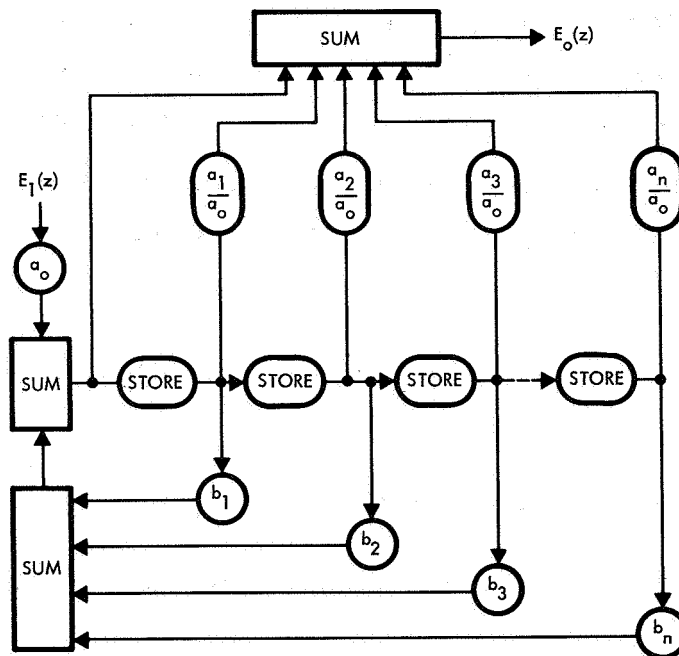 SUM
E_o(z)
E_1(z)
a_1/a_o
a_2/a_o
a_3/a_o
a_n/a_o
a_o
SUM
STORE
STORE
STORE
STORE
SUM
b_1
b_2
b_3
b_n